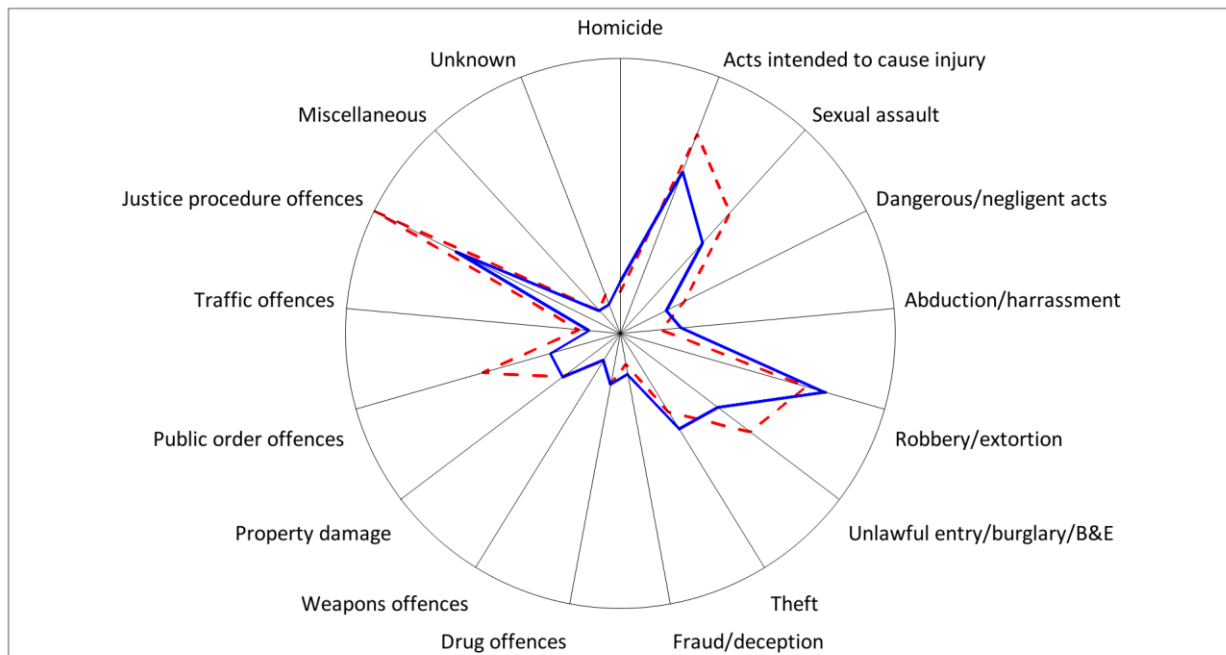 Homicide
Unknown
Acts intended to cause injury
Miscellaneous
Sexual assault
Justice procedure offences
Dangerous/negligent acts
Traffic offences
Abduction/harrassment
Public order offences
Robbery/extortion
Property damage
Unlawful entry/burglary/B&E
Weapons offences
Theft
Drug offences
Fraud/deception